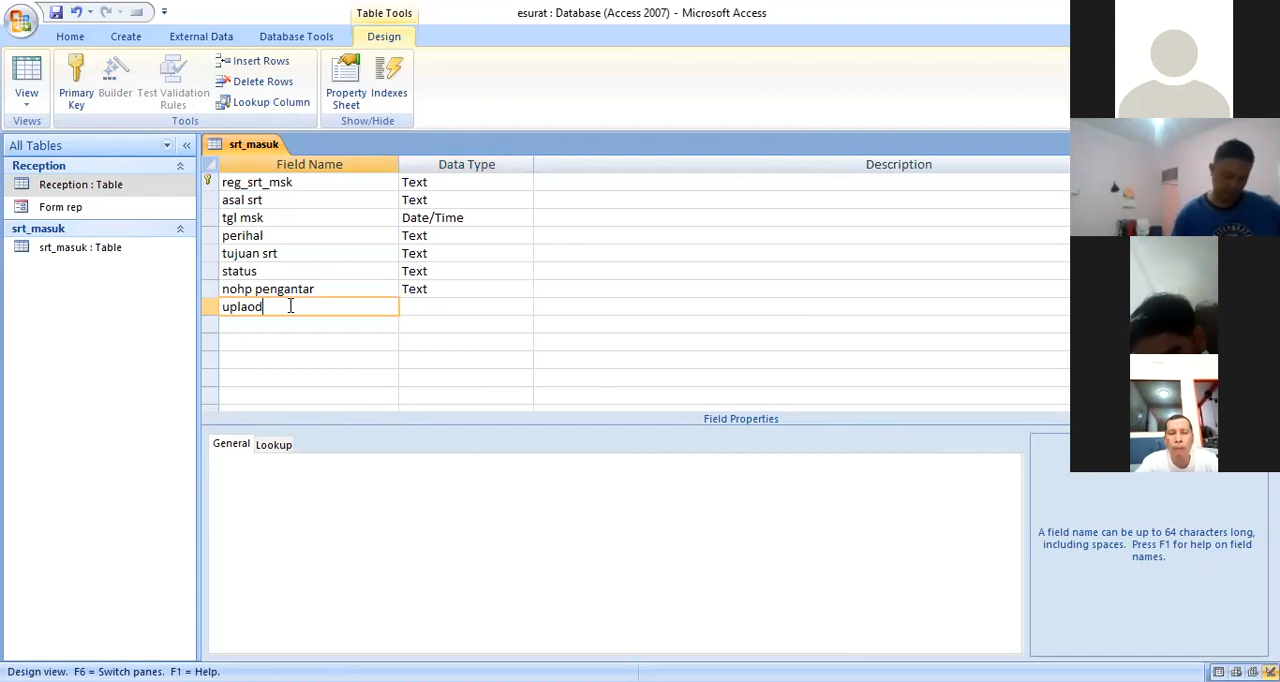 Table Tools
esurat : Database (Access 2007) - Microsoft Access
Home Create External Data Database Tools Design
View
Primary Key
Builder
Test Validation Rules
Insert Rows
Delete Rows
Lookup Column
Property Sheet
Indexes
Views Tools Show/Hide
All Tables
srt_masuk
Reception
Reception : Table
Form rep
srt_masuk
srt_masuk : Table
Field Name Data Type Description
reg_srt_msk Text
asal srt Text
tgl msk Date/Time
perihal Text
tujuan srt Text
status Text
nohp pengantar Text
uplaod
Field Properties
General Lookup
A field name can be up to 64 characters long,
including spaces. Press F1 for help on field
names.
Design view. F6 = Switch panes. F1 = Help.